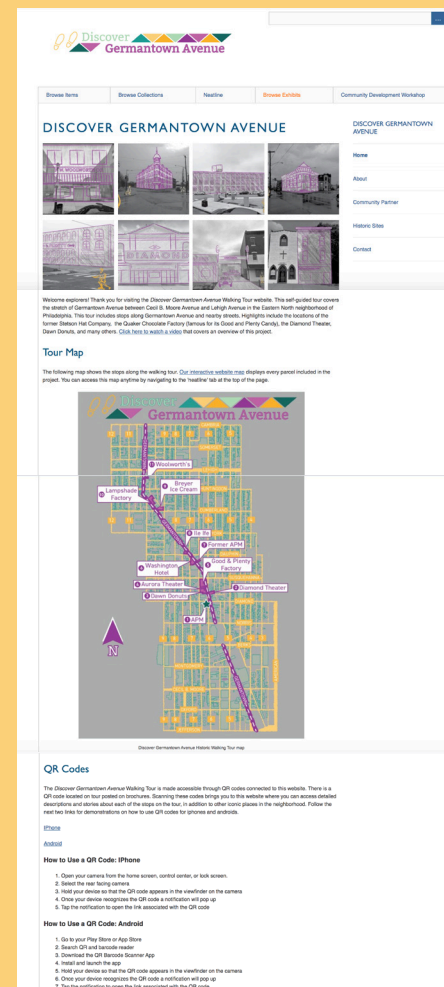 ...
Discover
Germantown Avenue
Browse Items
Browse Collections
Neatline
Browse Exhibits
Community Development Workshop
DISCOVER GERMANTOWN AVENUE
DISCOVER GERMANTOWN
AVENUE
Home
About
Community Partner
Historic Sites
Contact
DIAMOND
Welcome explorers! Thank you for visiting the Discover Germantown Avenue Walking Tour website. This self-guided tour covers
the stretch of Germantown Avenue between Cecil B. Moore Avenue and Lehigh Avenue in the Eastern North neighborhood of
Philadelphia. This tour includes stops along Germantown Avenue and nearby streets. Highlights include the locations of the
former Stetson Hat Company, the Quaker Chocolate Factory (famous for its Good and Plenty Candy), the Diamond Theater,
Dawn Donuts, and many others. Click here to watch a video that covers an overview of this project.
Tour Map
The following map shows the stops along the walking tour. Our interactive website map displays every parcel included in the
project. You can access this map anytime by navigating to the 'neatline' tab at the top of the page.
Discover
Germantown Avenue
Woolworth's
Breyer
Ice Cream
Lampshade
Factory
Ile Ife
Former APM
Washington
Hotel
Good & Plenty
Factory
Aurora Theater
Diamond Theater
Dawn Donuts
APM
N
Discover Germantown Avenue Historic Walking Tour map
QR Codes
The Discover Germantown Avenue Walking Tour is made accessible through QR codes connected to this website. There is a
QR code located on tour posted on brochures. Scanning these codes brings you to this website where you can access detailed
descriptions and stories about each of the stops on the tour, in addition to other iconic places in the neighborhood. Follow the
next two links for demonstrations on how to use QR codes for iphones and androids.
IPhone
Android
How to Use a QR Code: IPhone
1. Open your camera from the home screen, control center, or lock screen.
2. Select the rear facing camera
3. Hold your device so that the QR code appears in the viewfinder on the camera
4. Once your device recognizes the QR code a notification will pop up
5. Tap the notification to open the link associated with the QR code
How to Use a QR Code: Android
1. Go to your Play Store or App Store
2. Search QR and barcode reader
3. Download the QR Barcode Scanner App
4. Install and launch the app
5. Hold your device so that the QR code appears in the viewfinder on the camera
6. Once your device recognizes the QR code a notification will pop up
7. Tap the notification to open the link associated with the QR code